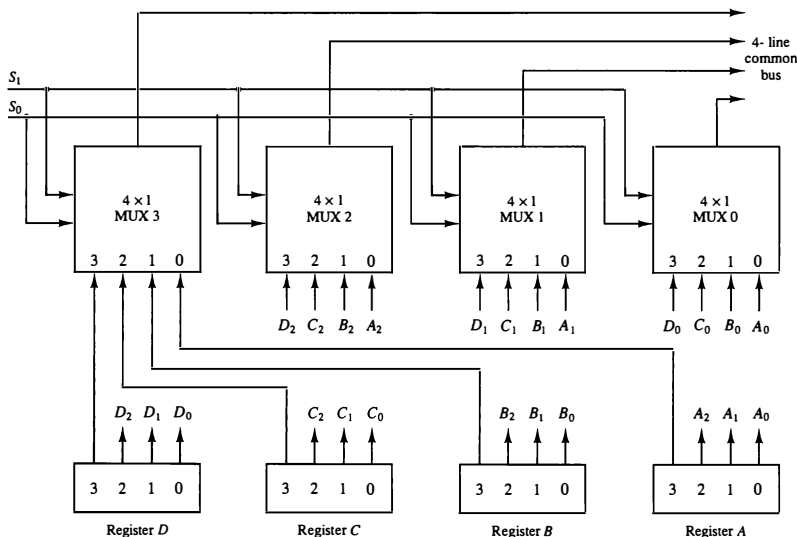 4- line
common
bus
S₁
S₀
4 × 1
MUX 3
4 × 1
MUX 2
4 × 1
MUX 1
4 × 1
MUX 0
3 2 1 0
3 2 1 0
3 2 1 0
3 2 1 0
D₂ C₂ B₂ A₂
D₁ C₁ B₁ A₁
D₀ C₀ B₀ A₀
D₂ D₁ D₀
C₂ C₁ C₀
B₂ B₁ B₀
A₂ A₁ A₀
3 2 1 0
3 2 1 0
3 2 1 0
3 2 1 0
Register D
Register C
Register B
Register A